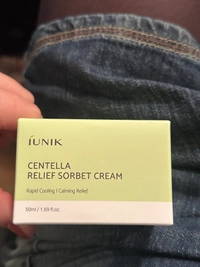 iUNIK
CENTELLA
RELIEF SORBET CREAM
Rapid Cooling | Calming Relief
50ml / 1.69 fl.oz.